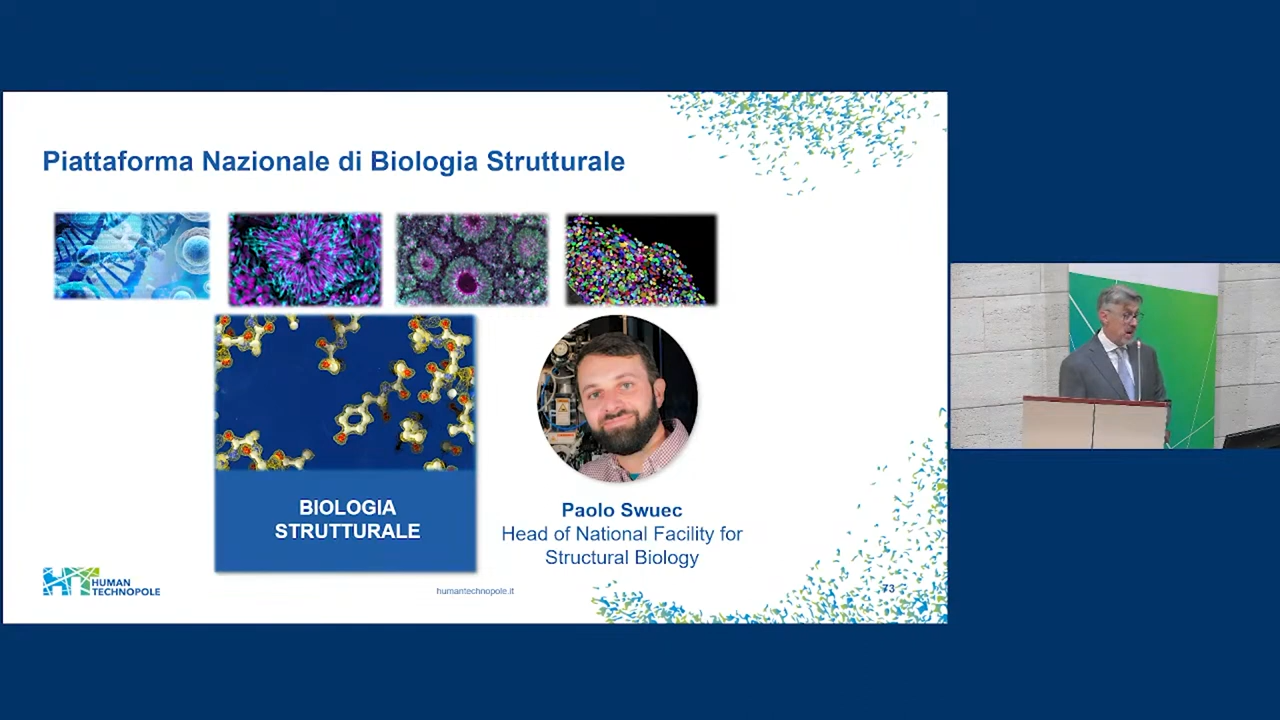 Piattaforma Nazionale di Biologia Strutturale
BIOLOGIA
STRUTTURALE
Paolo Swuec
Head of National Facility for
Structural Biology
HT HUMAN
TECHNOPOLE
humantechnopole.it
73